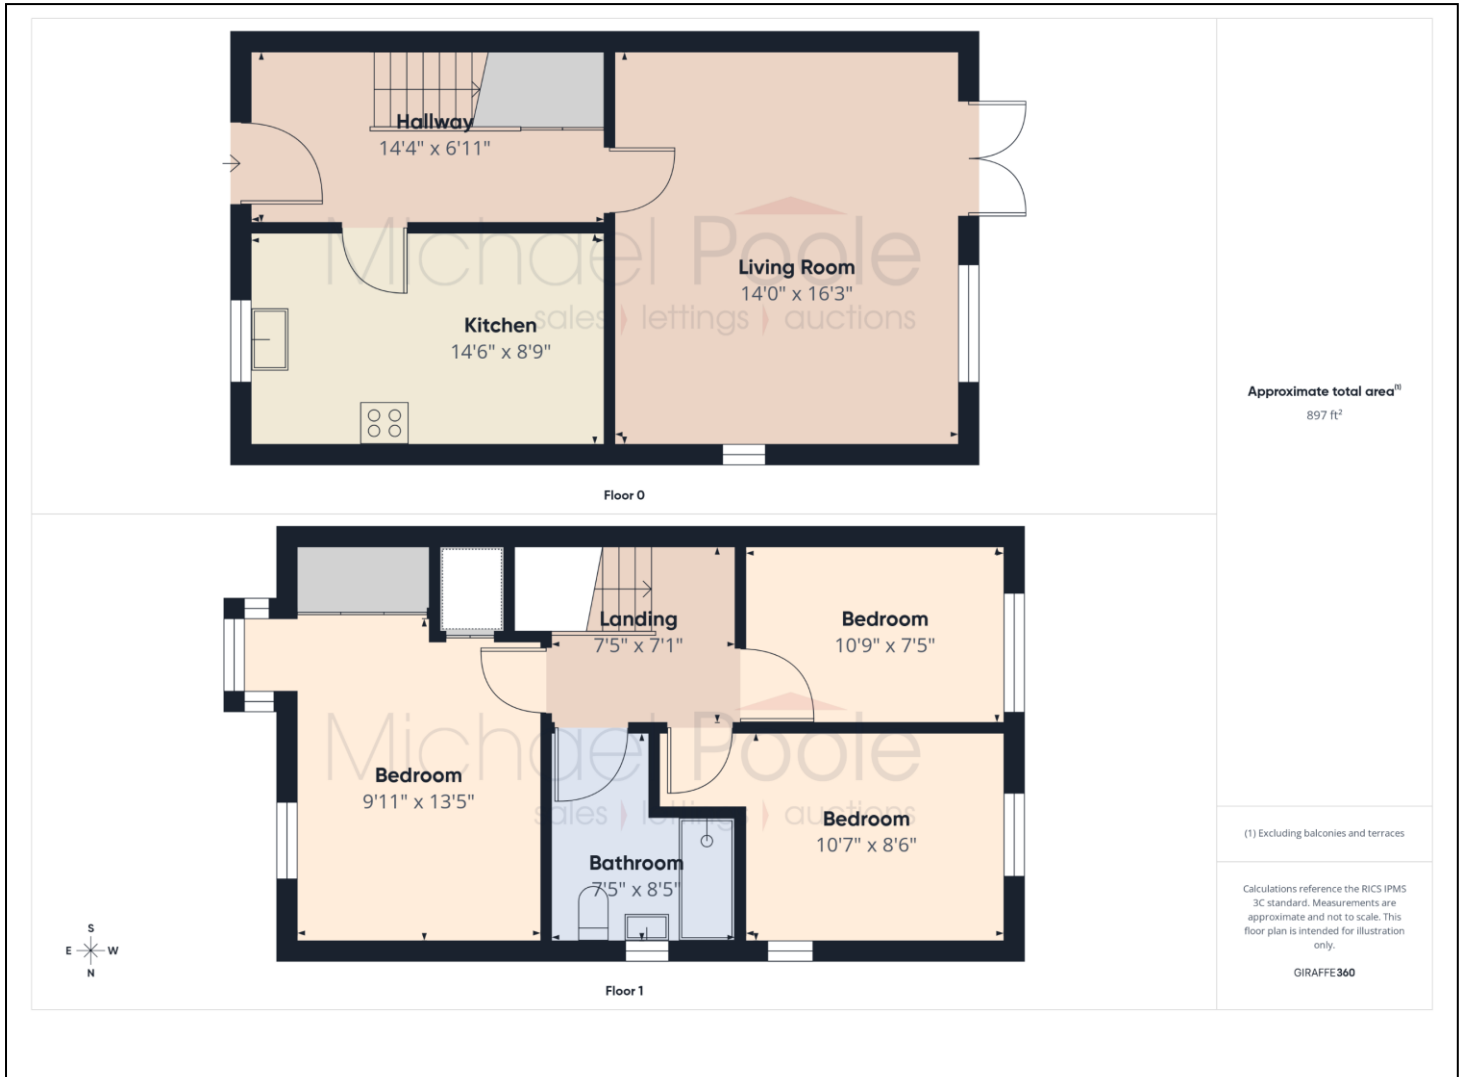 Hallway
14'4" x 6'11"
Michael Poole
sales lettings auctions
Living Room
14'0" x 16'3"
Kitchen
14'6" x 8'9"
Floor 0
Approximate total area(1)
897 ft²
Landing
7'5" x 7'1"
Bedroom
10'9" x 7'5"
Michael Poole
sales lettings auctions
Bedroom
9'11" x 13'5"
Bedroom
10'7" x 8'6"
Bathroom
7'5" x 8'5"
S
E W
N
Floor 1
(1) Excluding balconies and terraces
Calculations reference the RICS IPMS
3C standard. Measurements are
approximate and not to scale. This
floor plan is intended for illustration
only.
GIRAFFE360